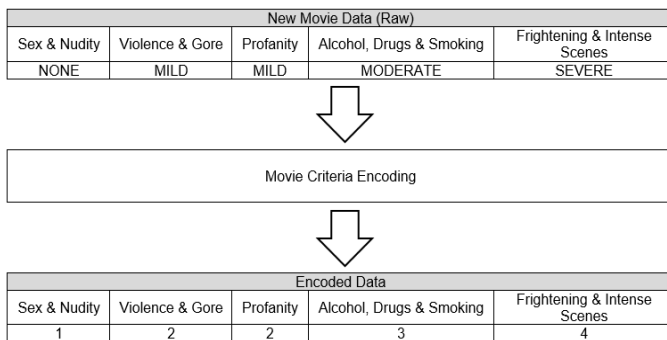 New Movie Data (Raw)
Sex & Nudity Violence & Gore Profanity Alcohol, Drugs & Smoking Frightening & Intense Scenes
NONE MILD MILD MODERATE SEVERE
Movie Criteria Encoding
Encoded Data
Sex & Nudity Violence & Gore Profanity Alcohol, Drugs & Smoking Frightening & Intense Scenes
1 2 2 3 4